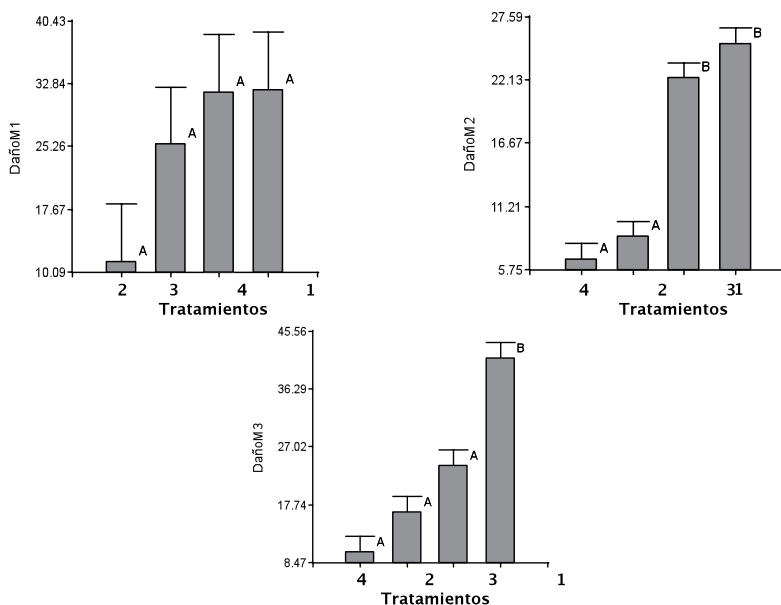 40.43
32.84
25.26
17.67
10.09
DañoM1
A
A
A
A
2 3 4 1
Tratamientos
27.59
22.13
16.67
11.21
5.75
DañoM2
A
A
B
B
4 2 31
Tratamientos
45.56
36.29
27.02
17.74
8.47
DañoM3
A
A
A
B
4 2 3 1
Tratamientos